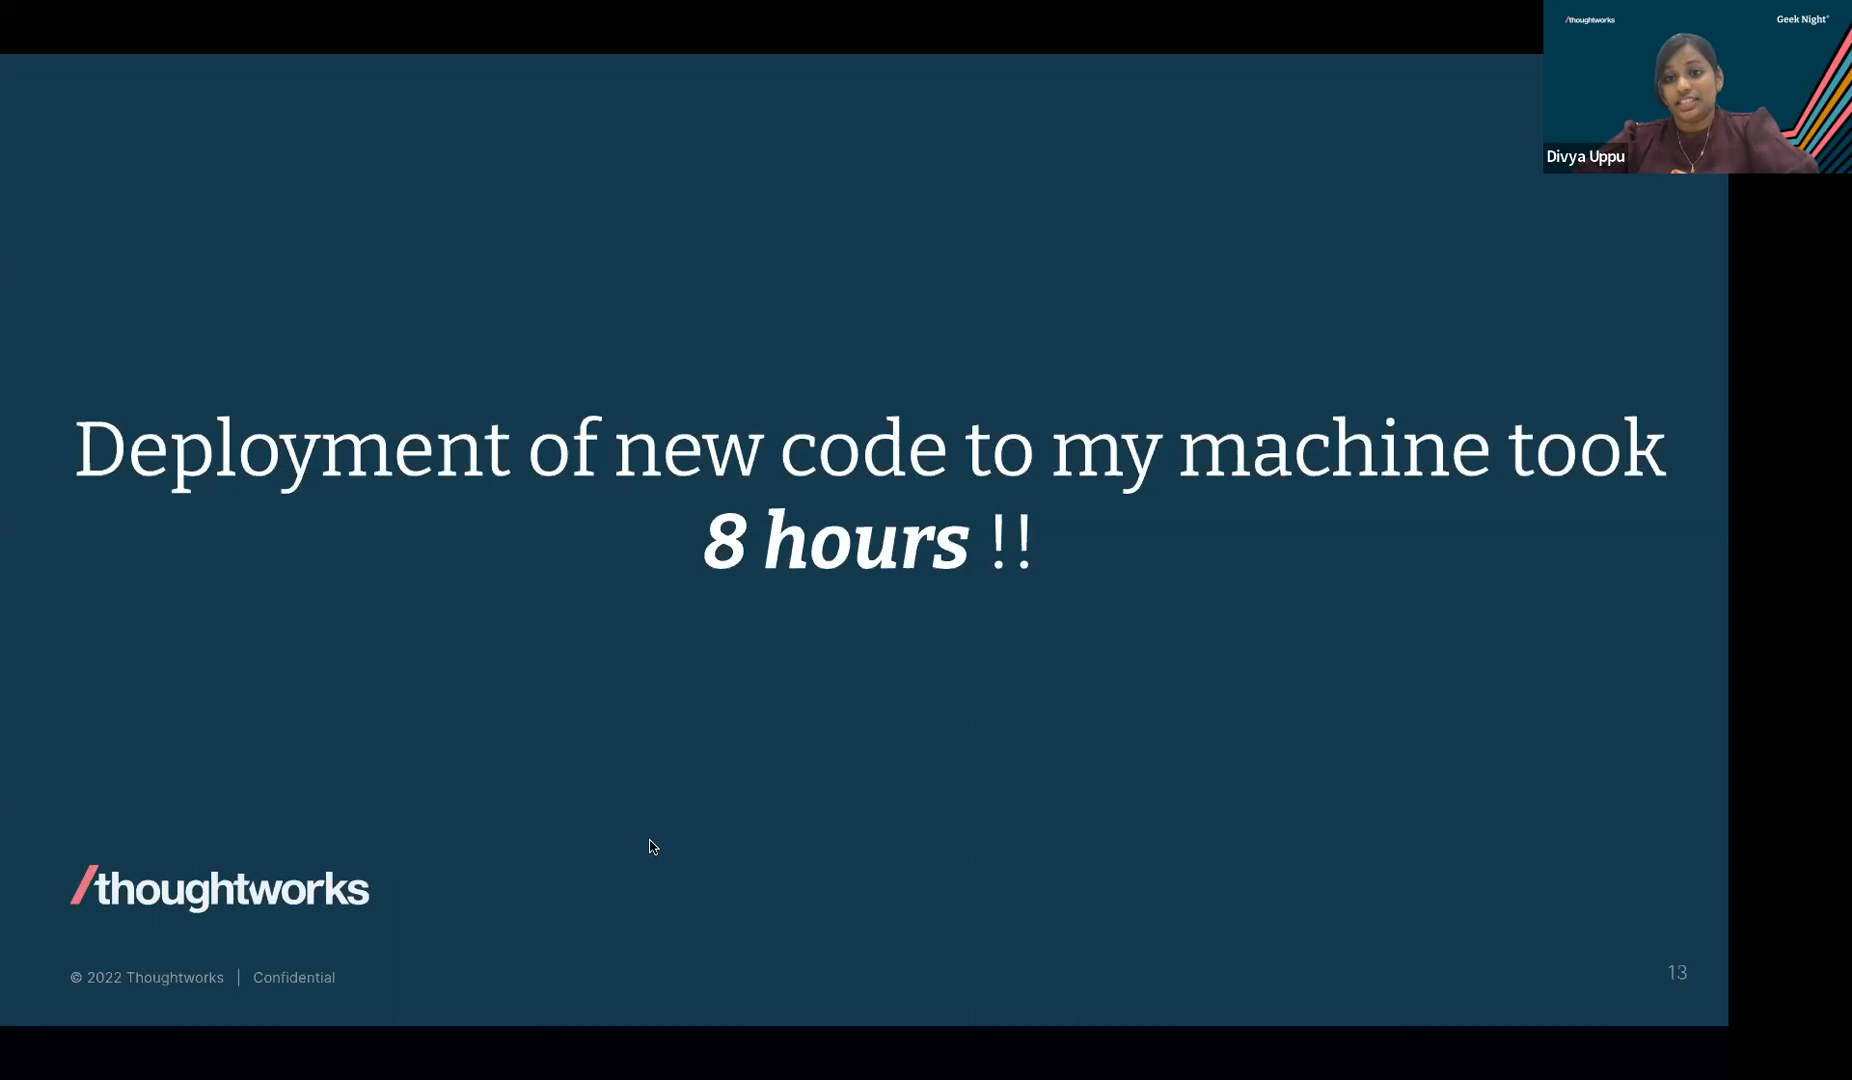 /thoughtworks
Geek Night®
Divya Uppu
Deployment of new code to my machine took
8 hours !!
/thoughtworks
© 2022 Thoughtworks | Confidential
13